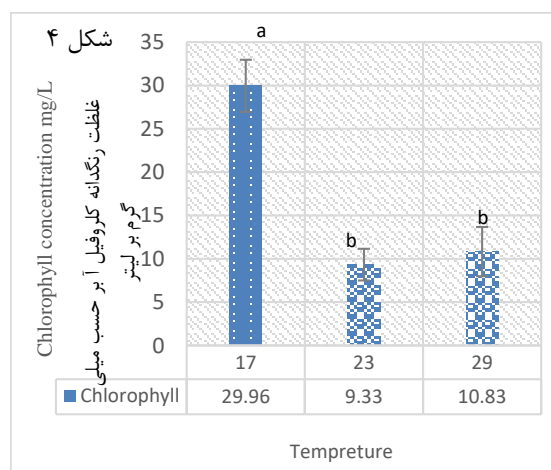 شکل ۴
Chlorophyll concentration mg/L
غلظت رنگدانه کلروفیل آ بر حسب میلی
گرم بر لیتر
35
30
25
20
15
10
5
0
a
b
b
17 23 29
Chlorophyll 29.96 9.33 10.83
Tempreture